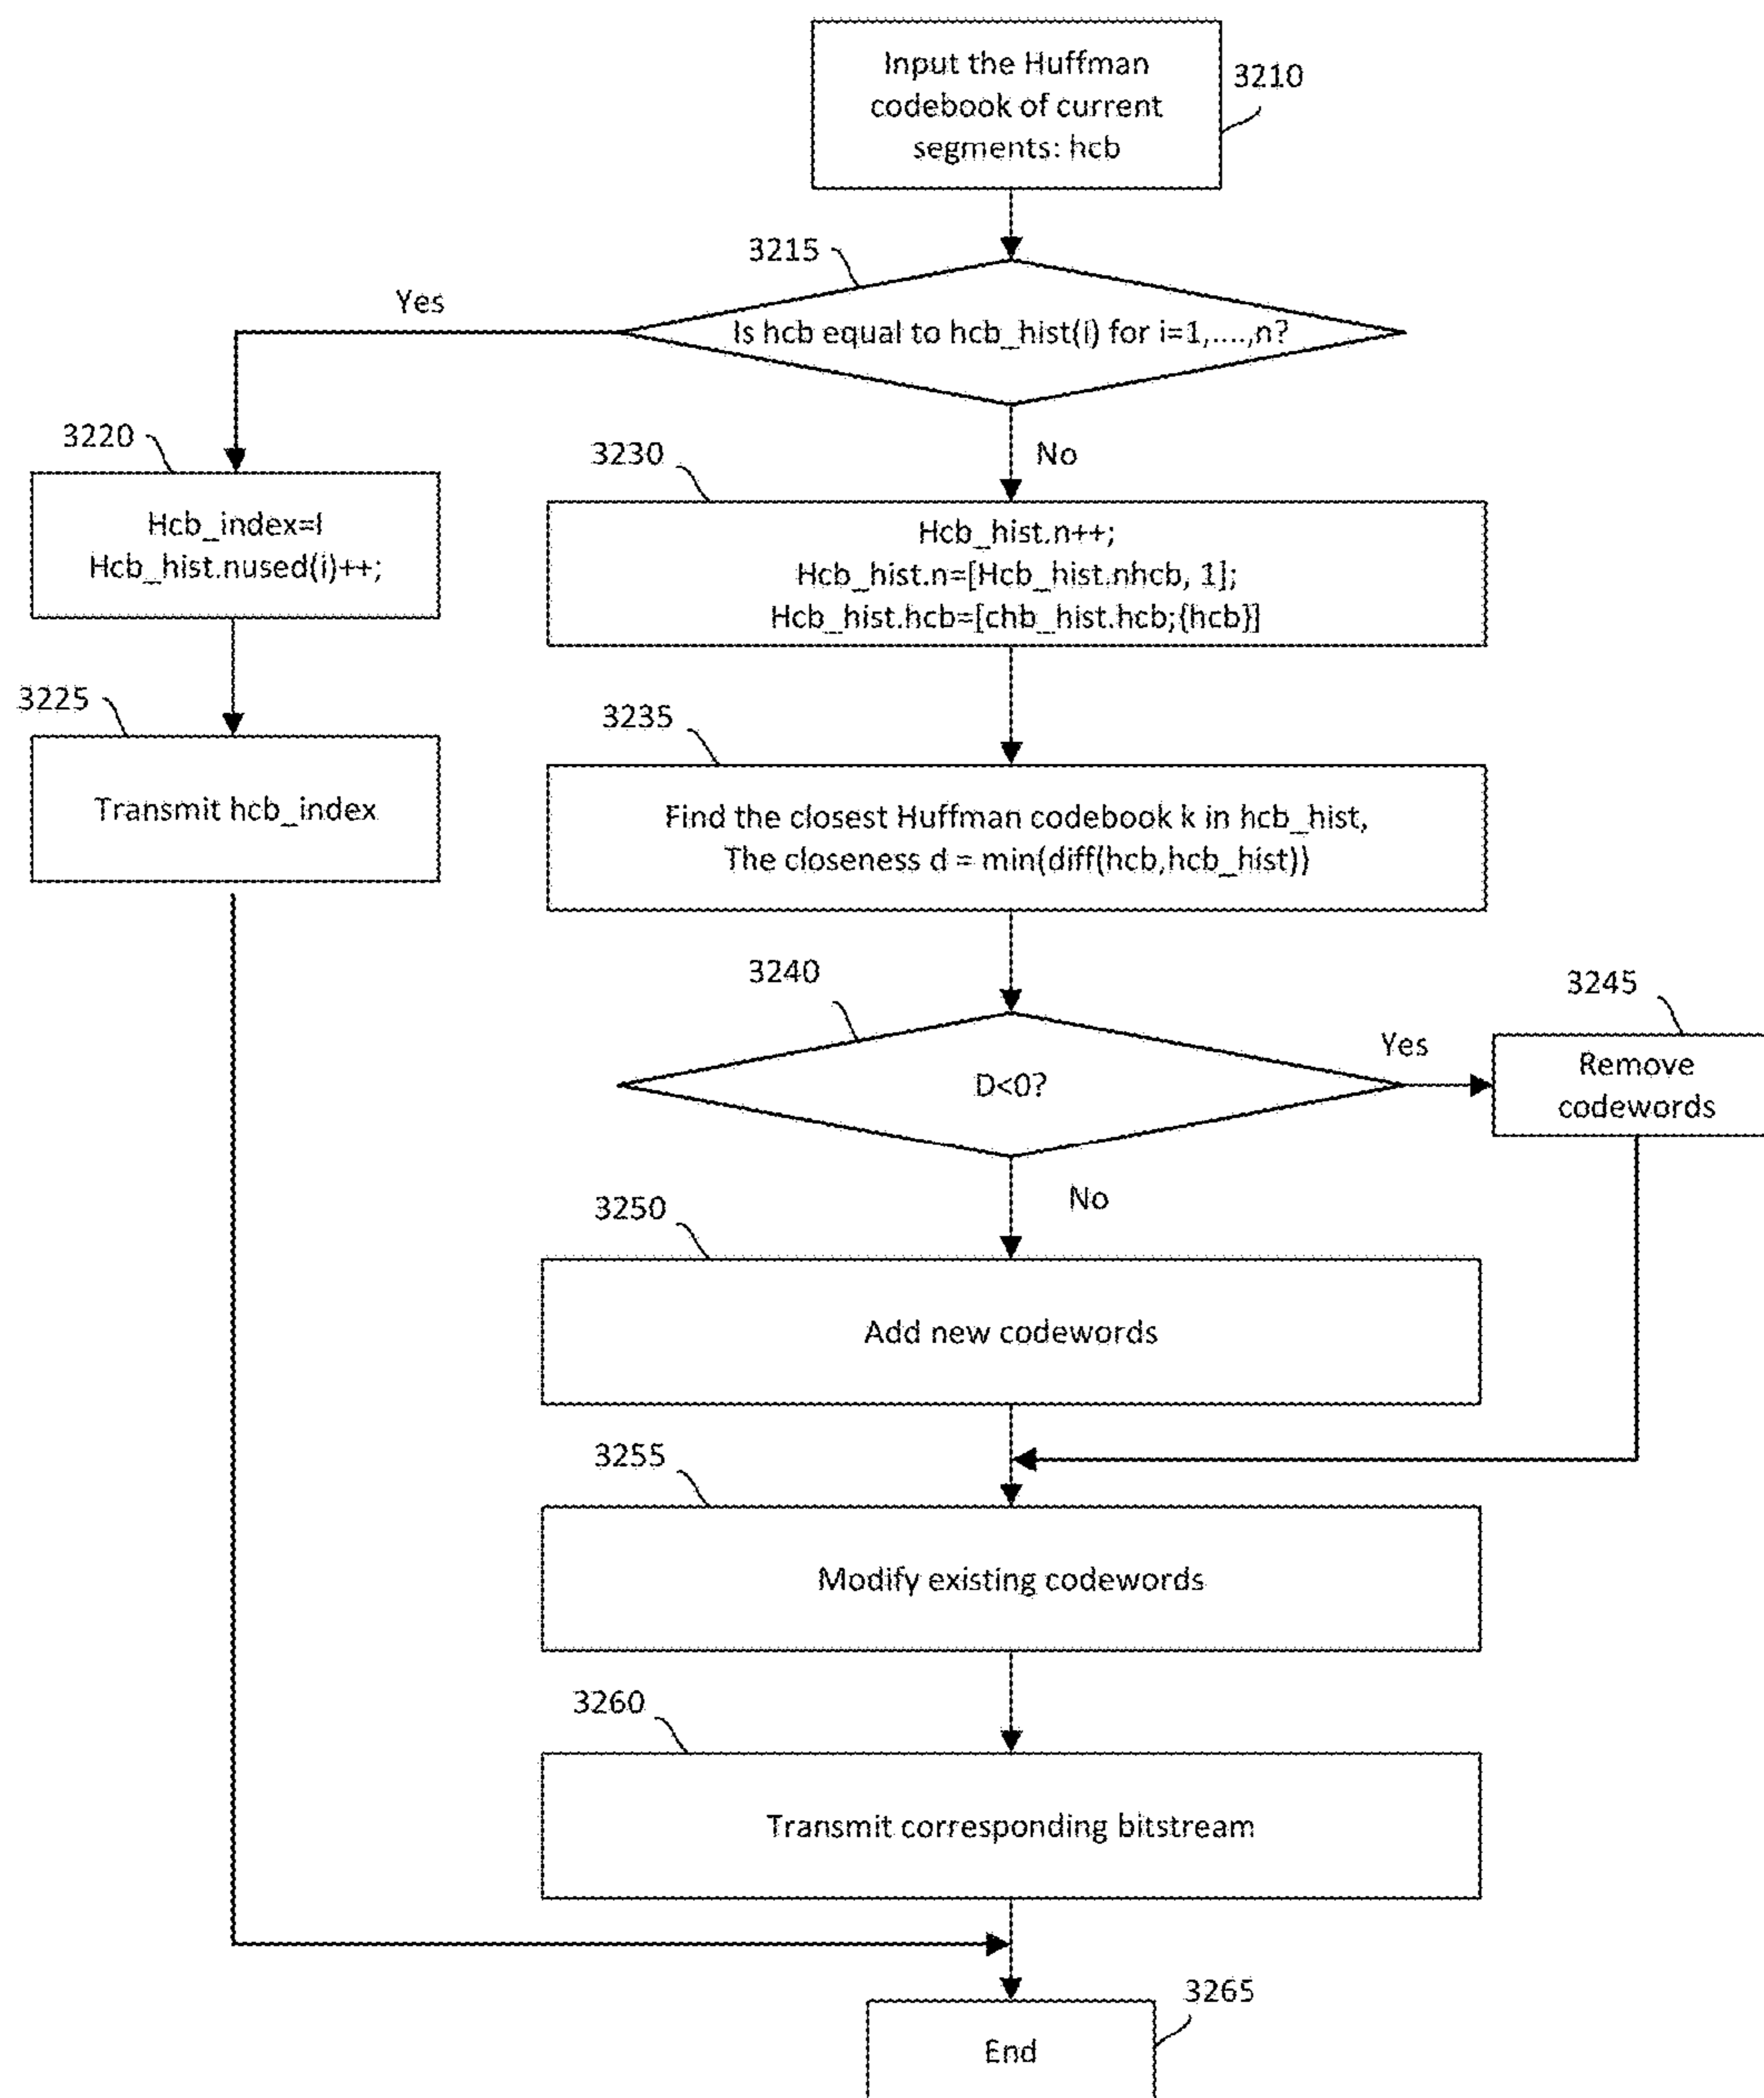 Input the Huffman
codebook of current
segments: hcb
3210
3215
Yes
Is hcb equal to hcb_hist(i) for i=1,....,n?
3220
3230
No
Hcb_index=I
Hcb_hist.nused(i)++;
Hcb_hist.n++;
Hcb_hist.n=[Hcb_hist.nhcb, 1];
Hcb_hist.hcb=[chb_hist.hcb;{hcb}]
3225
3235
Transmit hcb_index
Find the closest Huffman codebook k in hcb_hist,
The closeness d = min(diff(hcb,hcb_hist))
3240
3245
Yes
D<0?
Remove
codewords
No
3250
Add new codewords
3255
Modify existing codewords
3260
Transmit corresponding bitstream
3265
End